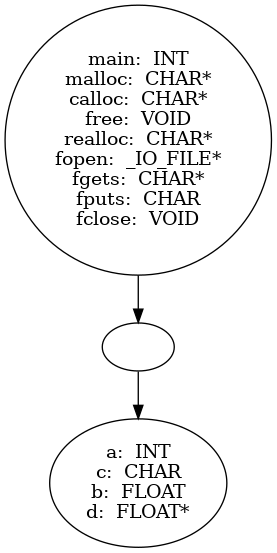 main: INT
malloc: CHAR*
calloc: CHAR*
free: VOID
realloc: CHAR*
fopen: _IO_FILE*
fgets: CHAR*
fputs: CHAR
fclose: VOID
a: INT
c: CHAR
b: FLOAT
d: FLOAT*